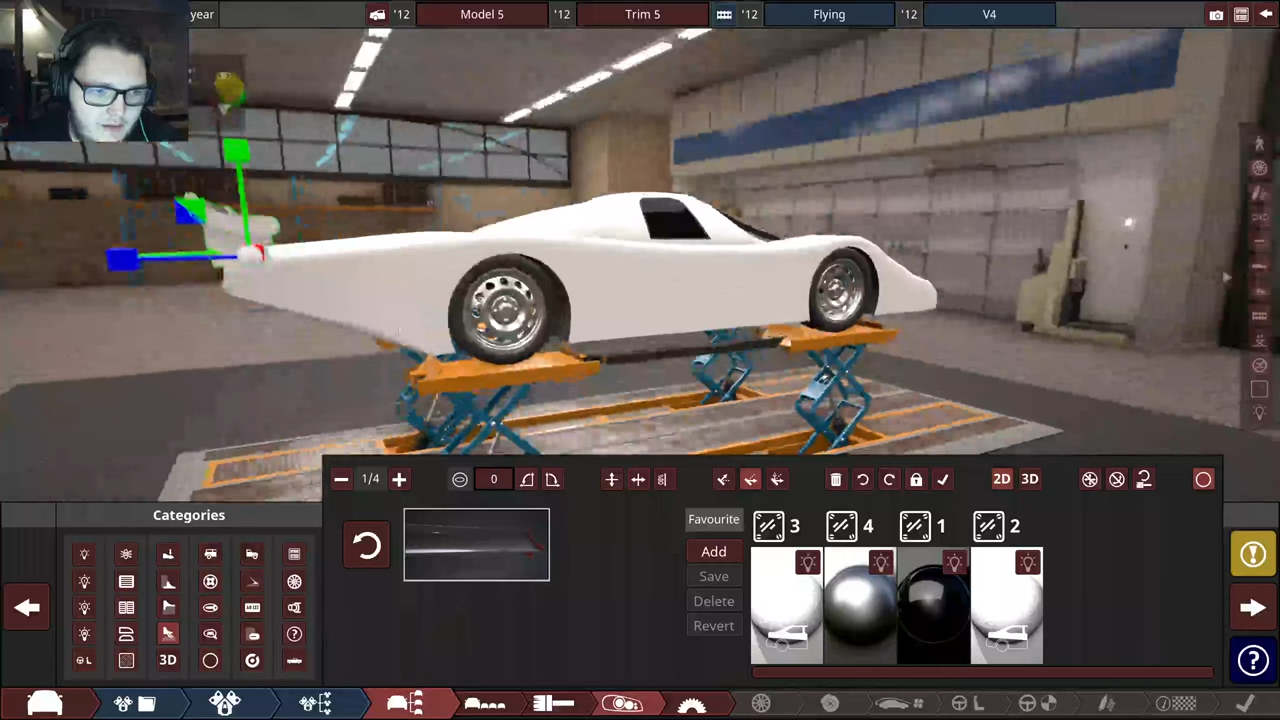 year '12 Model 5 '12 Trim 5 '12 Flying '12 V4
1/4 0 2D 3D
Categories
Favourite 3 4 1 2
Add
Save
Delete
Revert
3D